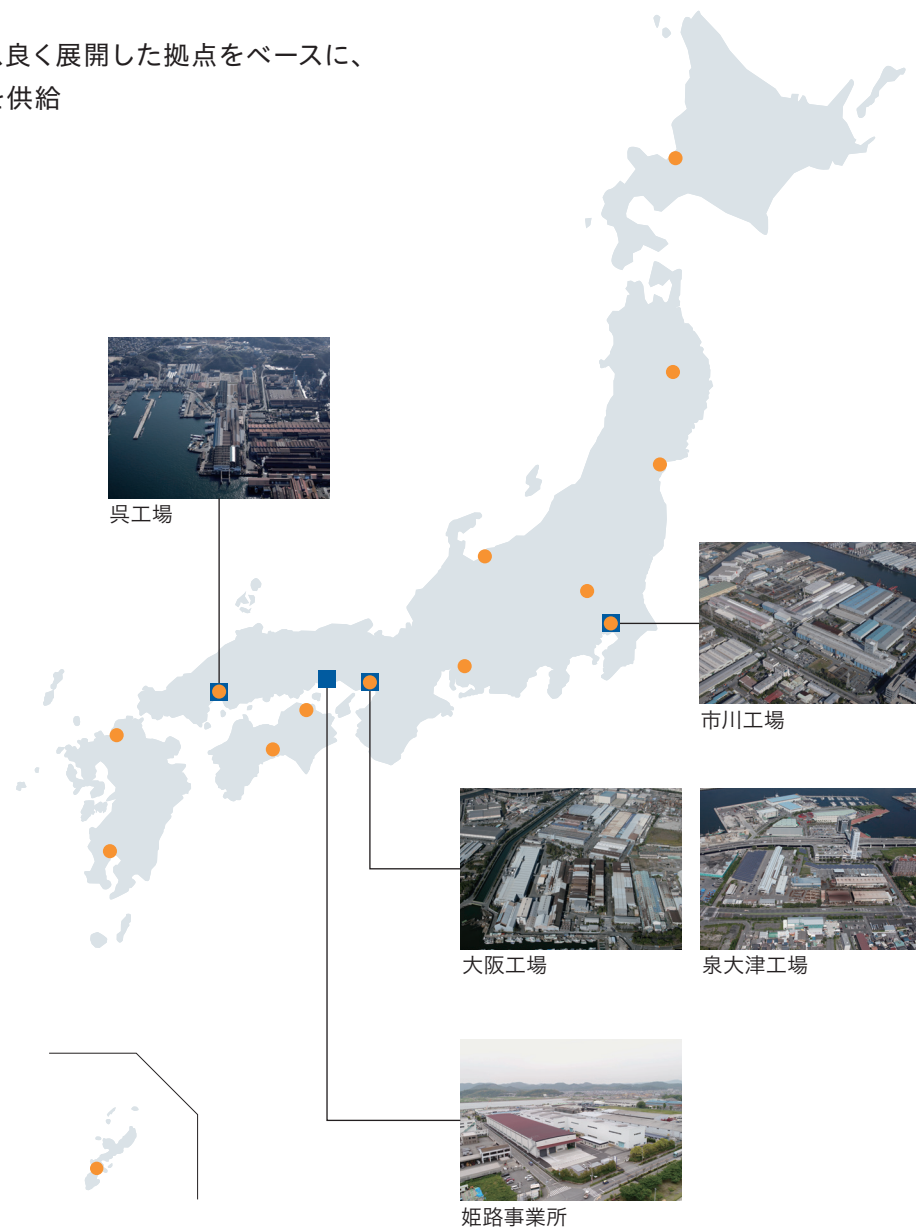 良く展開した拠点をベースに、
供給
呉工場
市川工場
大阪工場
泉大津工場
姫路事業所